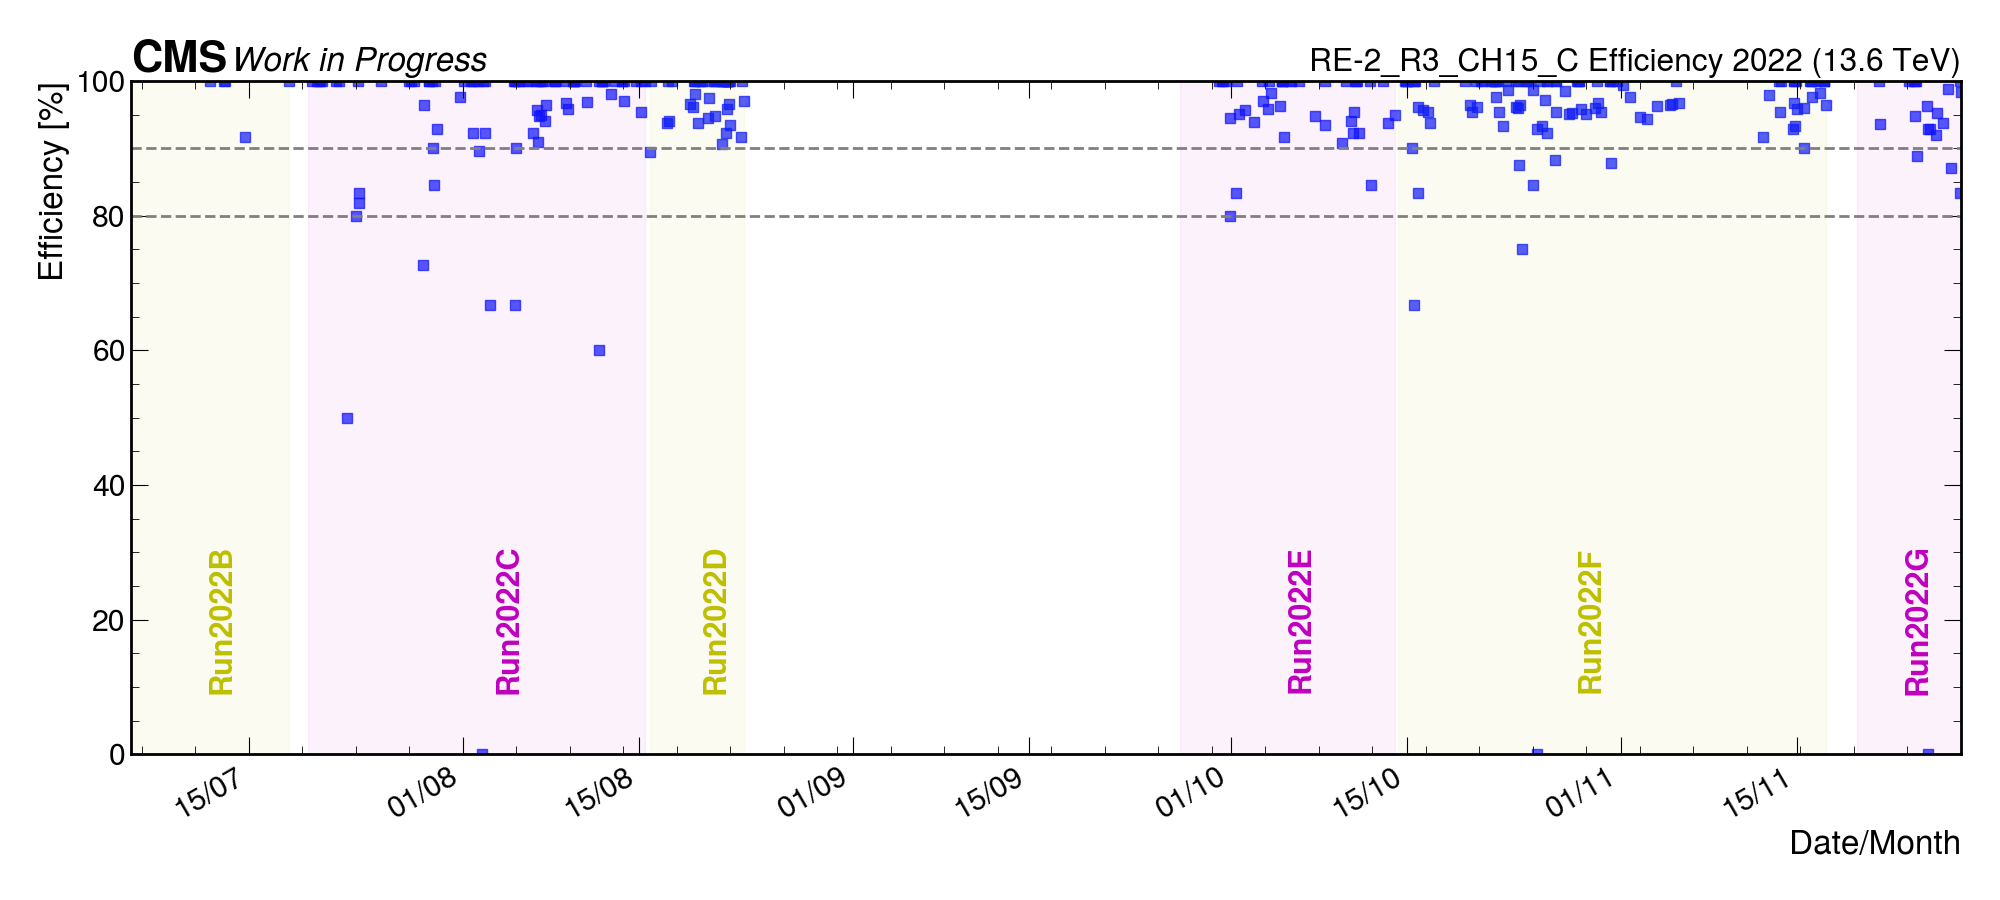 CMS Work in Progress
RE-2_R3_CH15_C Efficiency 2022 (13.6 TeV)
Efficiency [%]
100
80
60
40
20
0
Run2022B
Run2022C
Run2022D
Run2022E
Run2022F
Run2022G
15/07
01/08
15/08
01/09
15/09
01/10
15/10
01/11
15/11
Date/Month